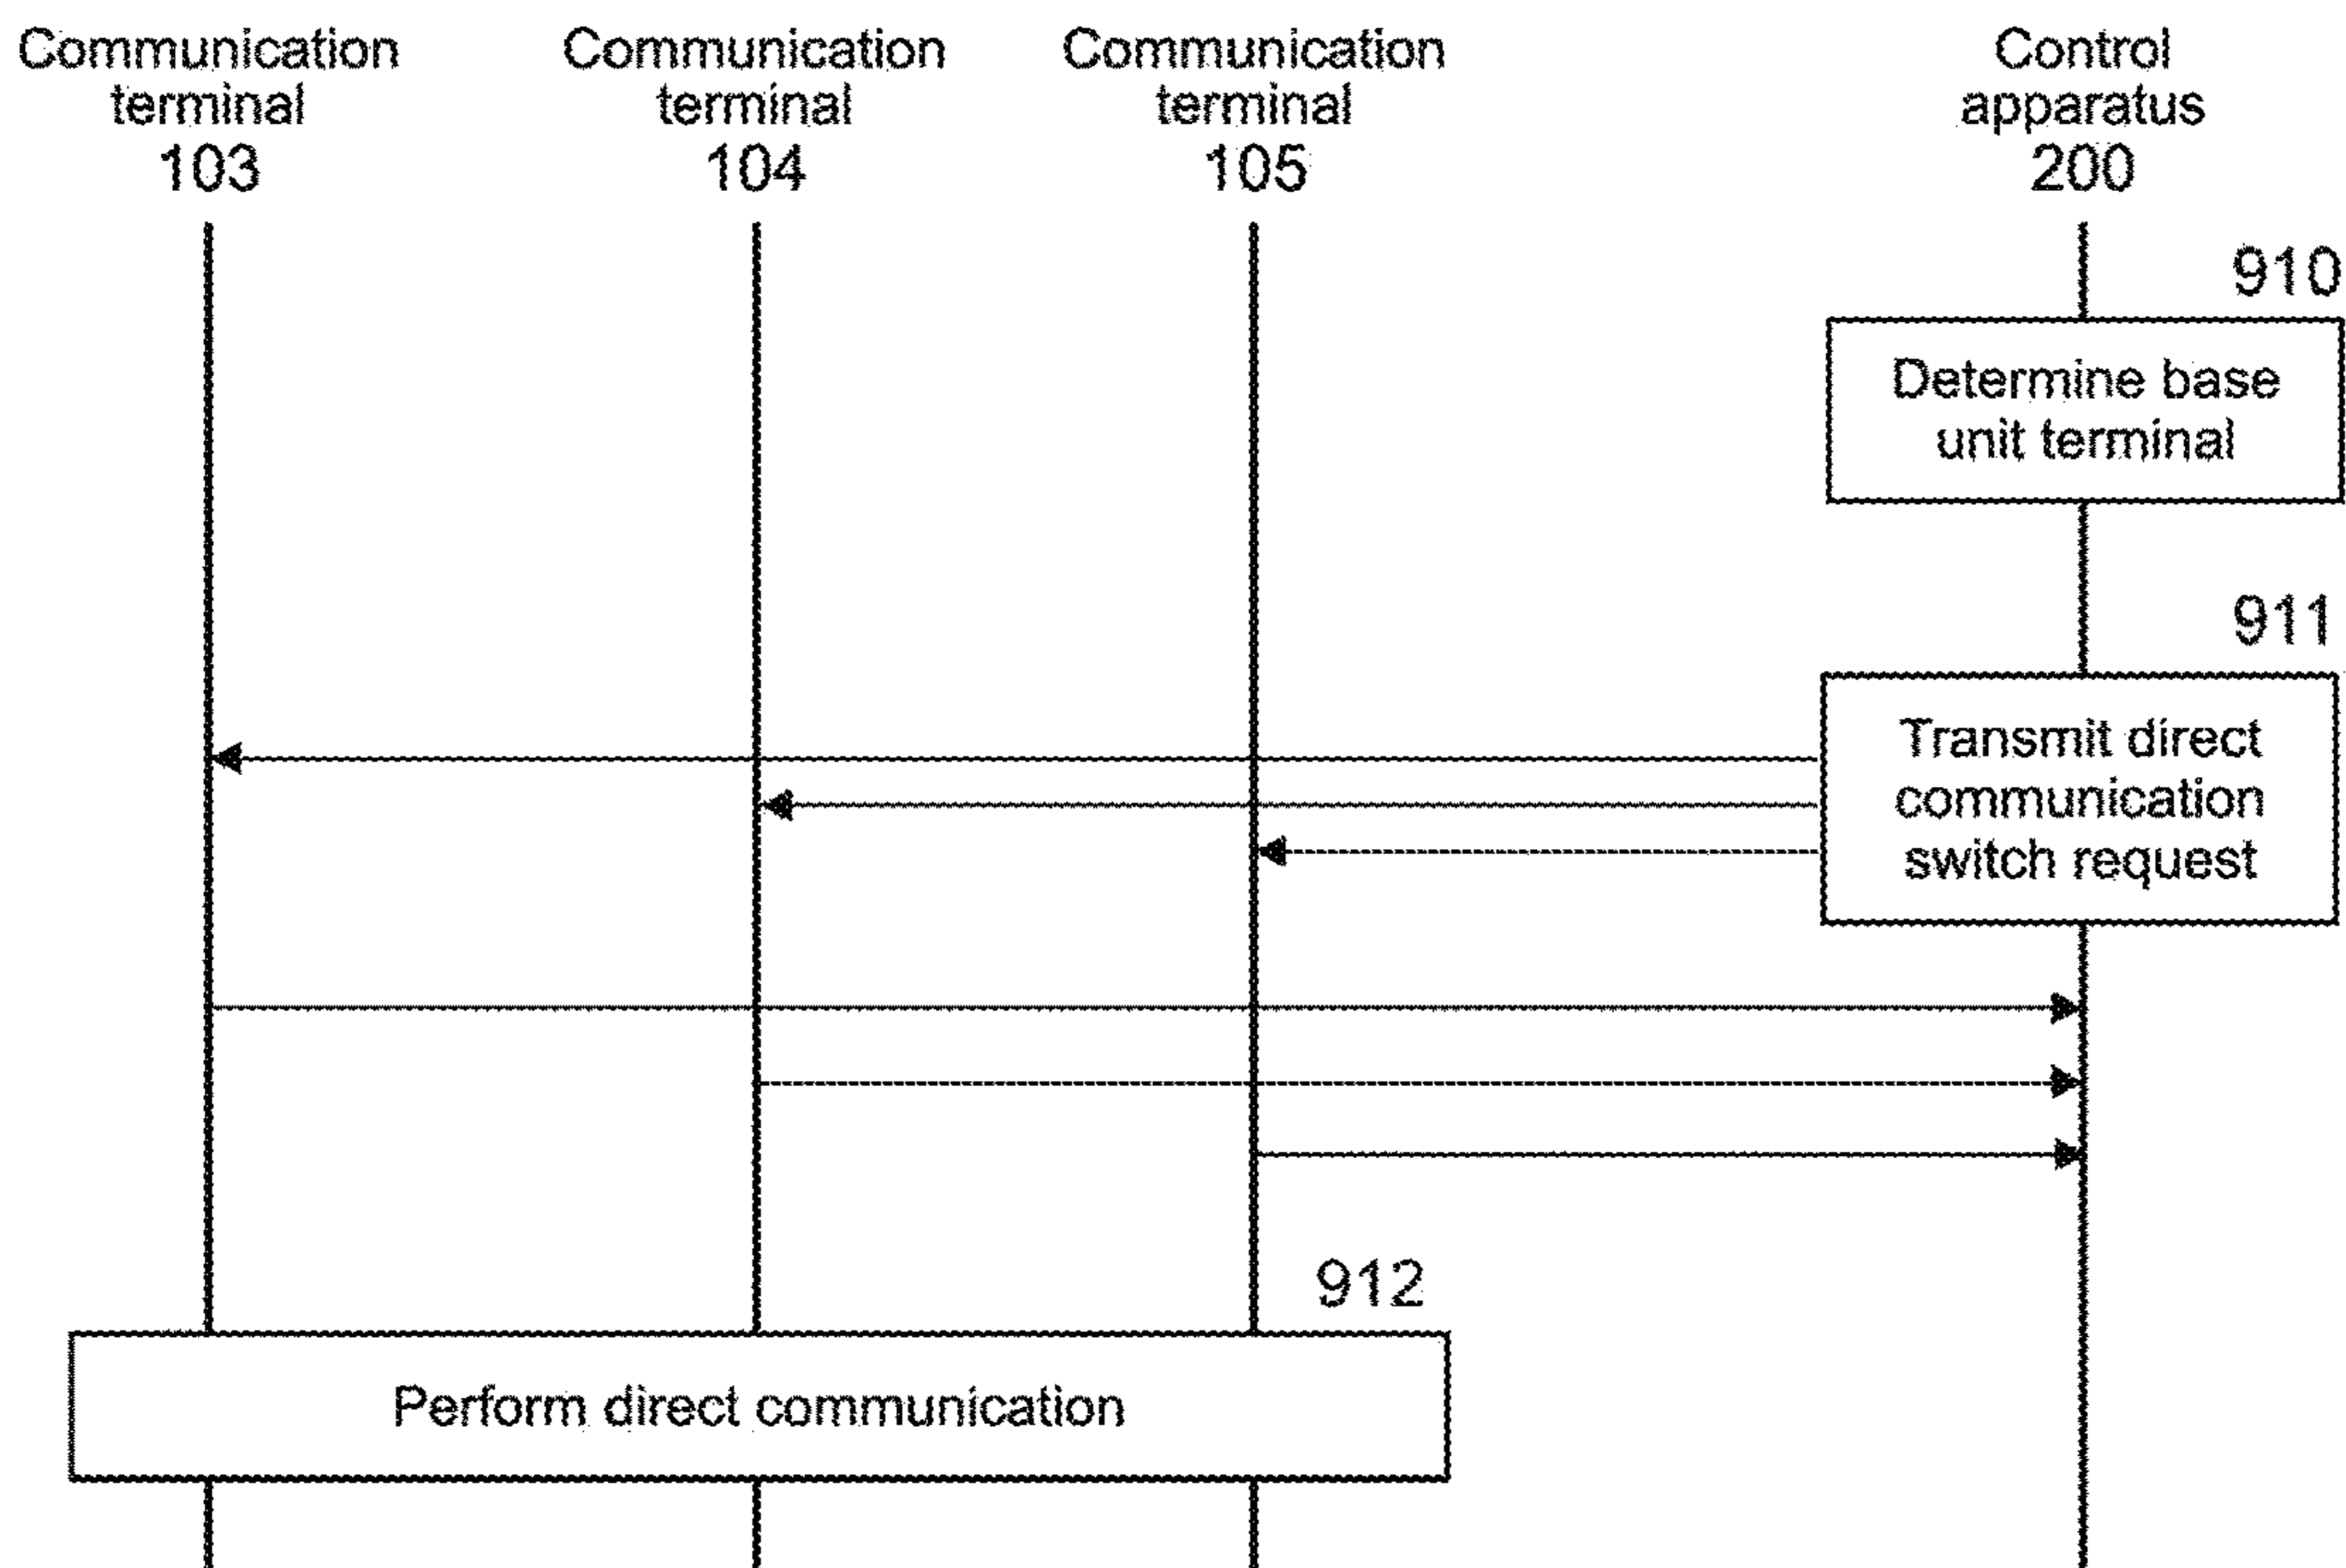 Communication
terminal
103
Communication
terminal
104
Communication
terminal
105
Control
apparatus
200
910
Determine base
unit terminal
911
Transmit direct
communication
switch request
912
Perform direct communication